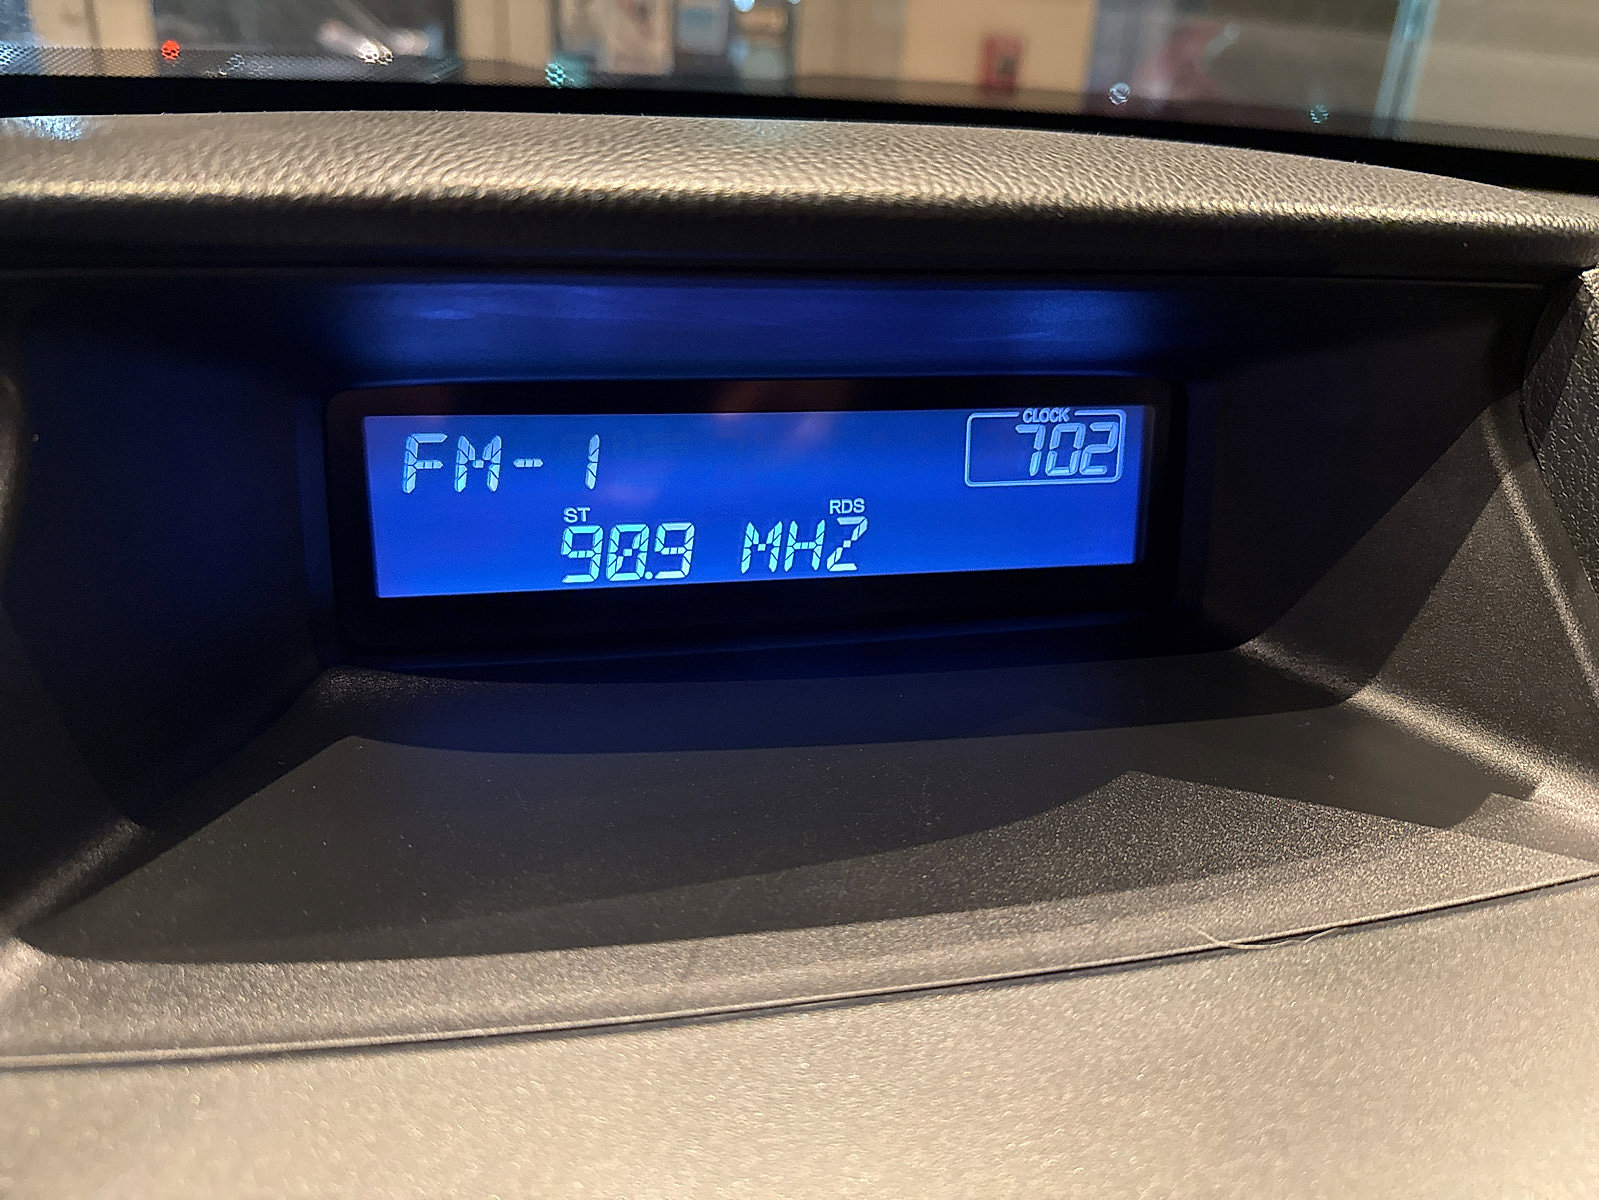 FM-1
CLOCK
702
ST
RDS
90.9 MHZ